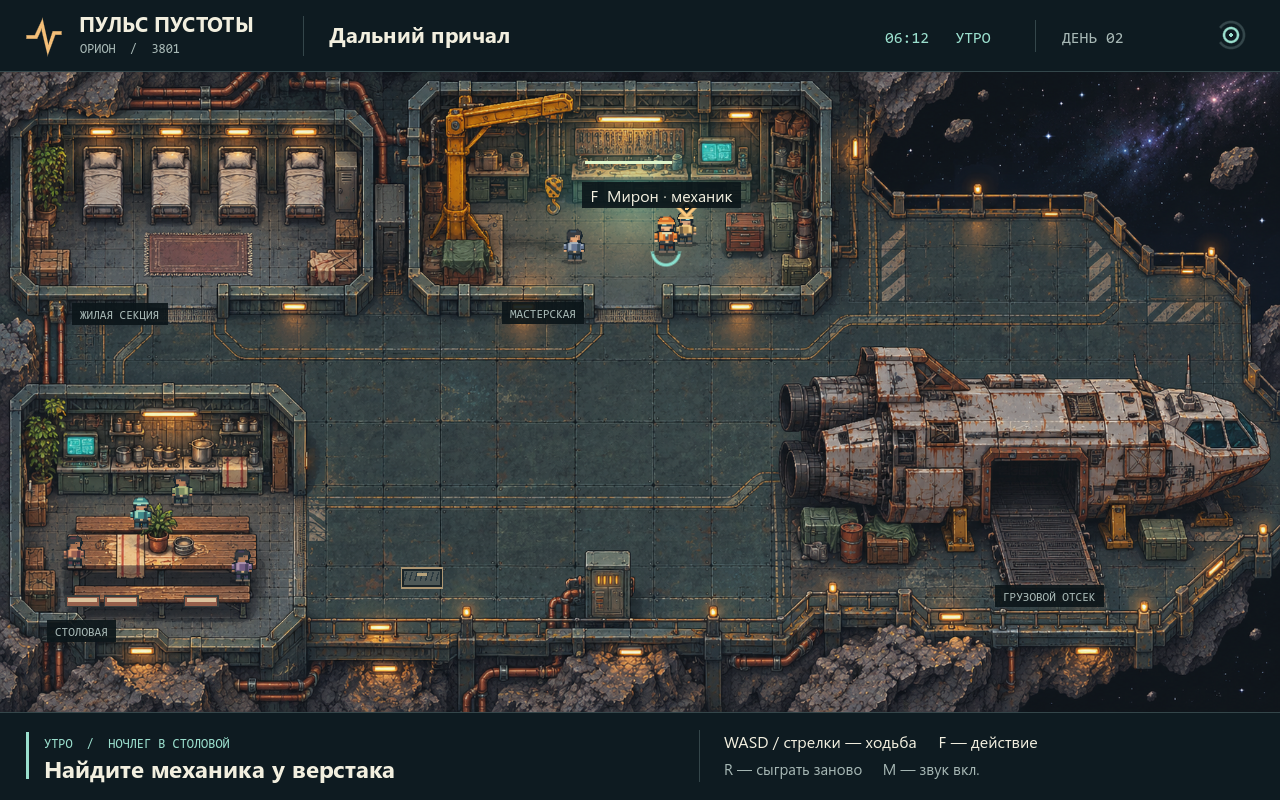 ПУЛЬС ПУСТОТЫ
ОРИОН / 3801
Дальний причал
06:12 УТРО
ДЕНЬ 02
F Мирон · механик
ЖИЛАЯ СЕКЦИЯ
МАСТЕРСКАЯ
ГРУЗОВОЙ ОТСЕК
СТОЛОВАЯ
УТРО / НОЧЛЕГ В СТОЛОВОЙ
Найдите механика у верстака
WASD / стрелки — ходьба F — действие
R — сыграть заново M — звук вкл.